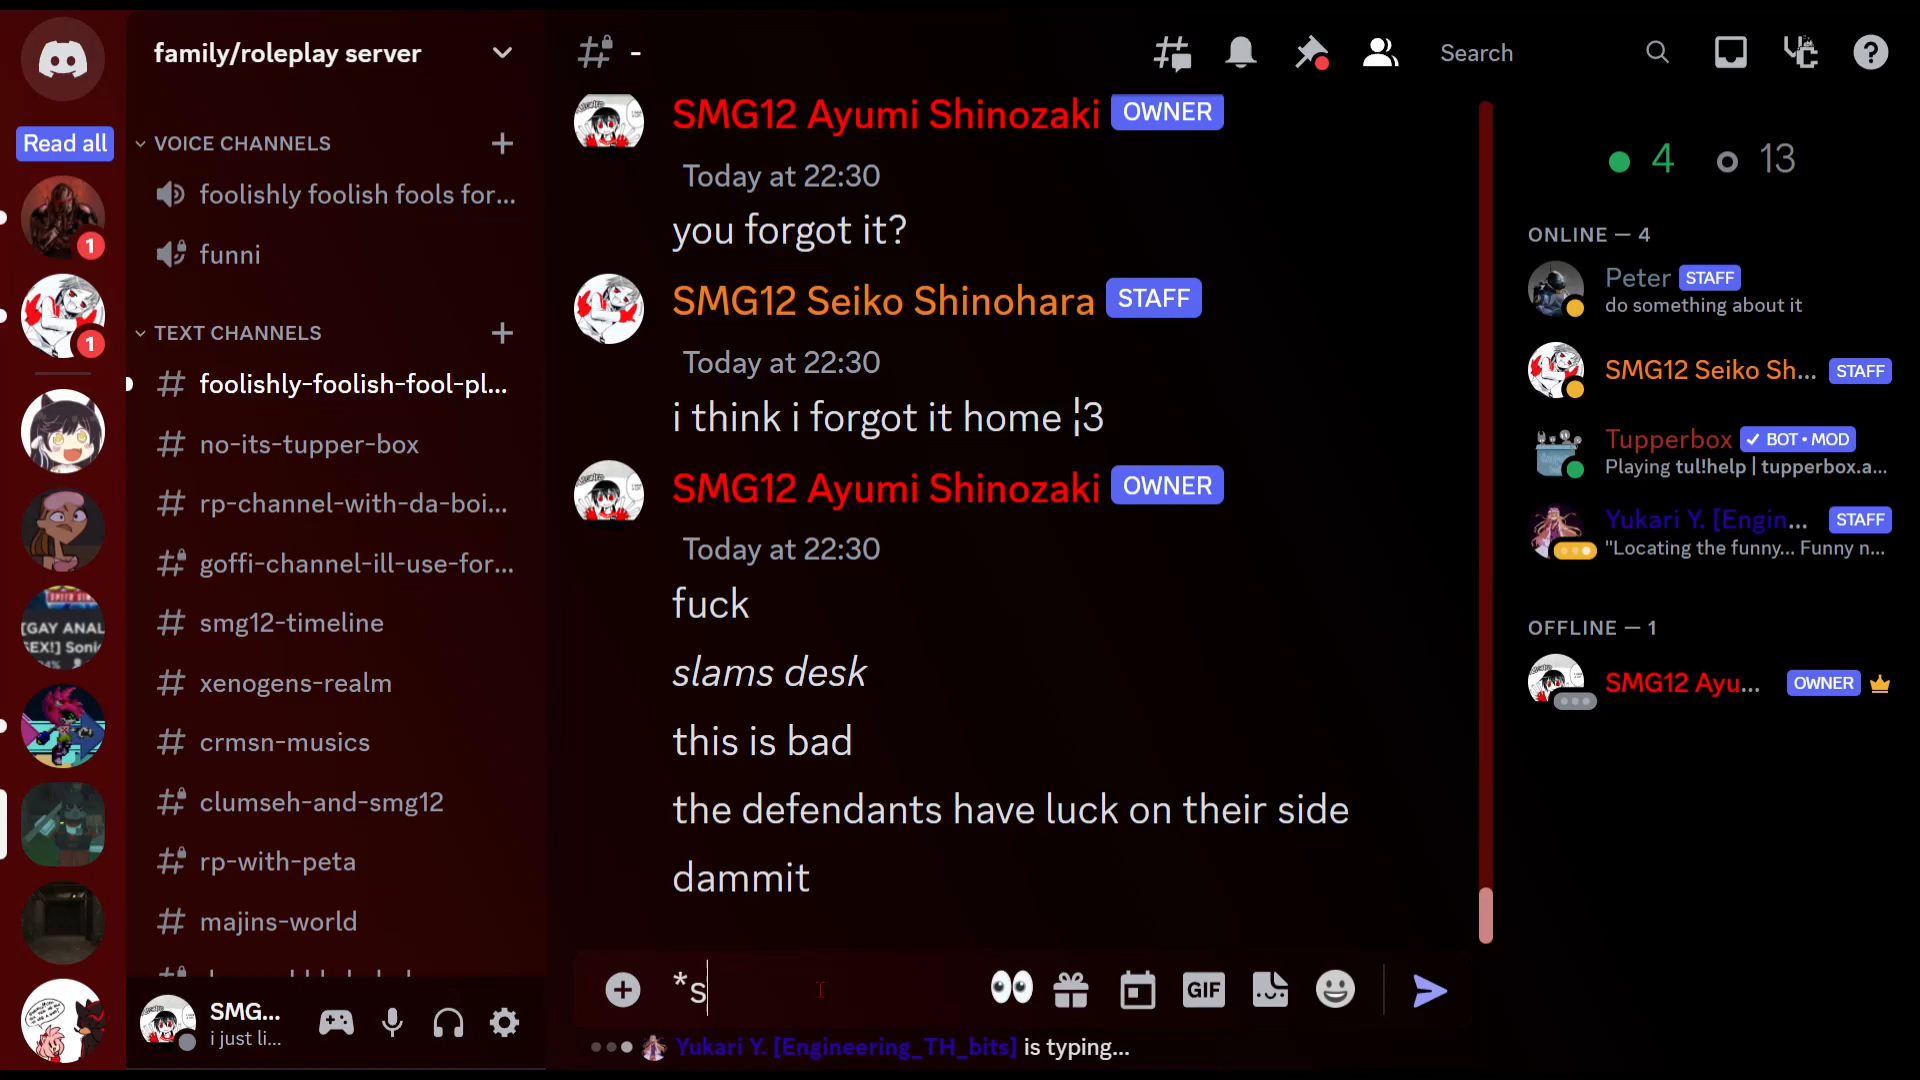 family/roleplay server
Read all
VOICE CHANNELS
foolishly foolish fools for...
funni
TEXT CHANNELS
foolishly-foolish-fool-pl...
no-its-tupper-box
rp-channel-with-da-boi...
goffi-channel-ill-use-for...
smg12-timeline
xenogens-realm
crmsn-musics
clumseh-and-smg12
rp-with-peta
majins-world
1
1
[GAY ANAL
SEX!] Soni
SMG...
i just li...
-
Search
SMG12 Ayumi Shinozaki OWNER
Today at 22:30
you forgot it?
SMG12 Seiko Shinohara STAFF
Today at 22:30
i think i forgot it home ¦3
SMG12 Ayumi Shinozaki OWNER
Today at 22:30
fuck
slams desk
this is bad
the defendants have luck on their side
dammit
*s
GIF
Yukari Y. [Engineering_TH_bits] is typing...
4 13
ONLINE — 4
Peter STAFF
do something about it
SMG12 Seiko Sh... STAFF
Tupperbox ✓ BOT • MOD
Playing tul!help | tupperbox.a...
Yukari Y. [Engin... STAFF
"Locating the funny... Funny n...
OFFLINE — 1
SMG12 Ayu... OWNER